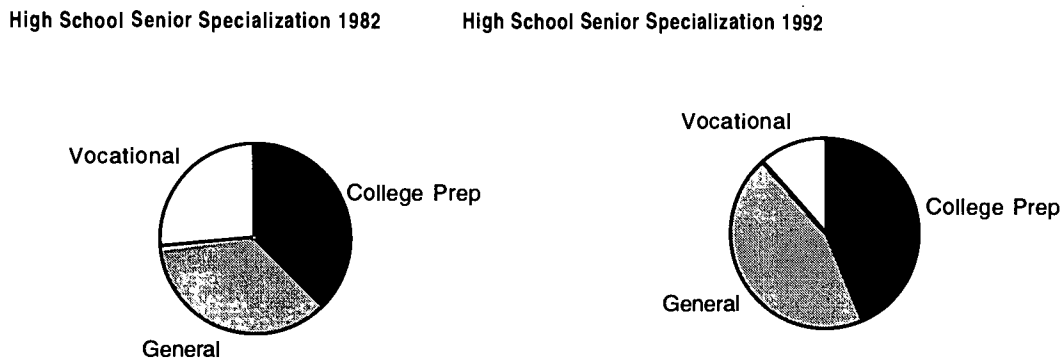 High School Senior Specialization 1982
High School Senior Specialization 1992
Vocational
College Prep
General
Vocational
College Prep
General